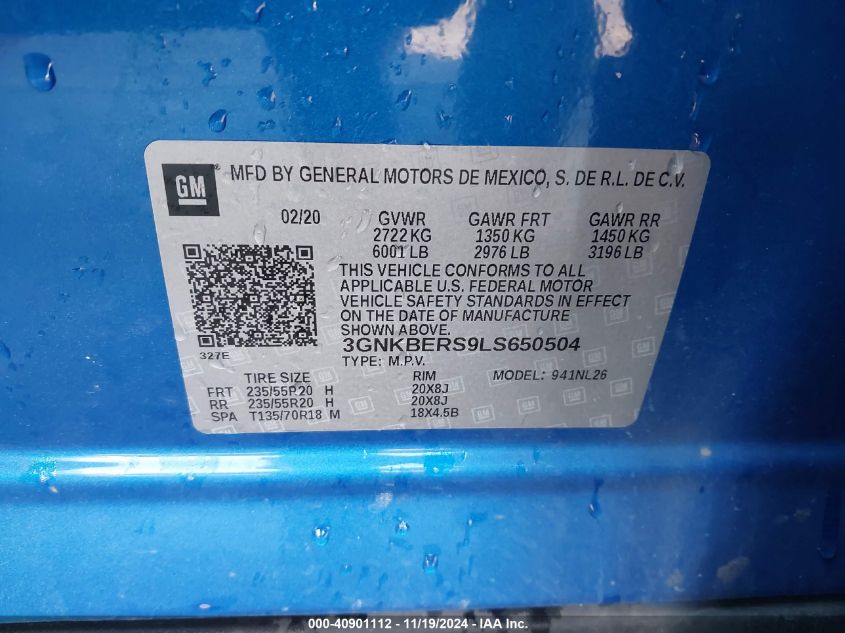 GM ® MFD BY GENERAL MOTORS DE MEXICO, S. DE R.L. DE C.V.
02/20 GVWR GAWR FRT GAWR RR
2722 KG 1350 KG 1450 KG
6001 LB 2976 LB 3196 LB
THIS VEHICLE CONFORMS TO ALL
APPLICABLE U.S. FEDERAL MOTOR
VEHICLE SAFETY STANDARDS IN EFFECT
ON THE DATE OF MANUFACTURE
SHOWN ABOVE.
3GNKBERS9LS650504
327E TYPE: M.P.V.
TIRE SIZE RIM MODEL: 941NL26
FRT 235/55R20 H 20X8J
RR 235/55R20 H 20X8J
SPA T135/70R18 M 18X4.5B
000-40901112 - 11/19/2024 - IAA Inc.